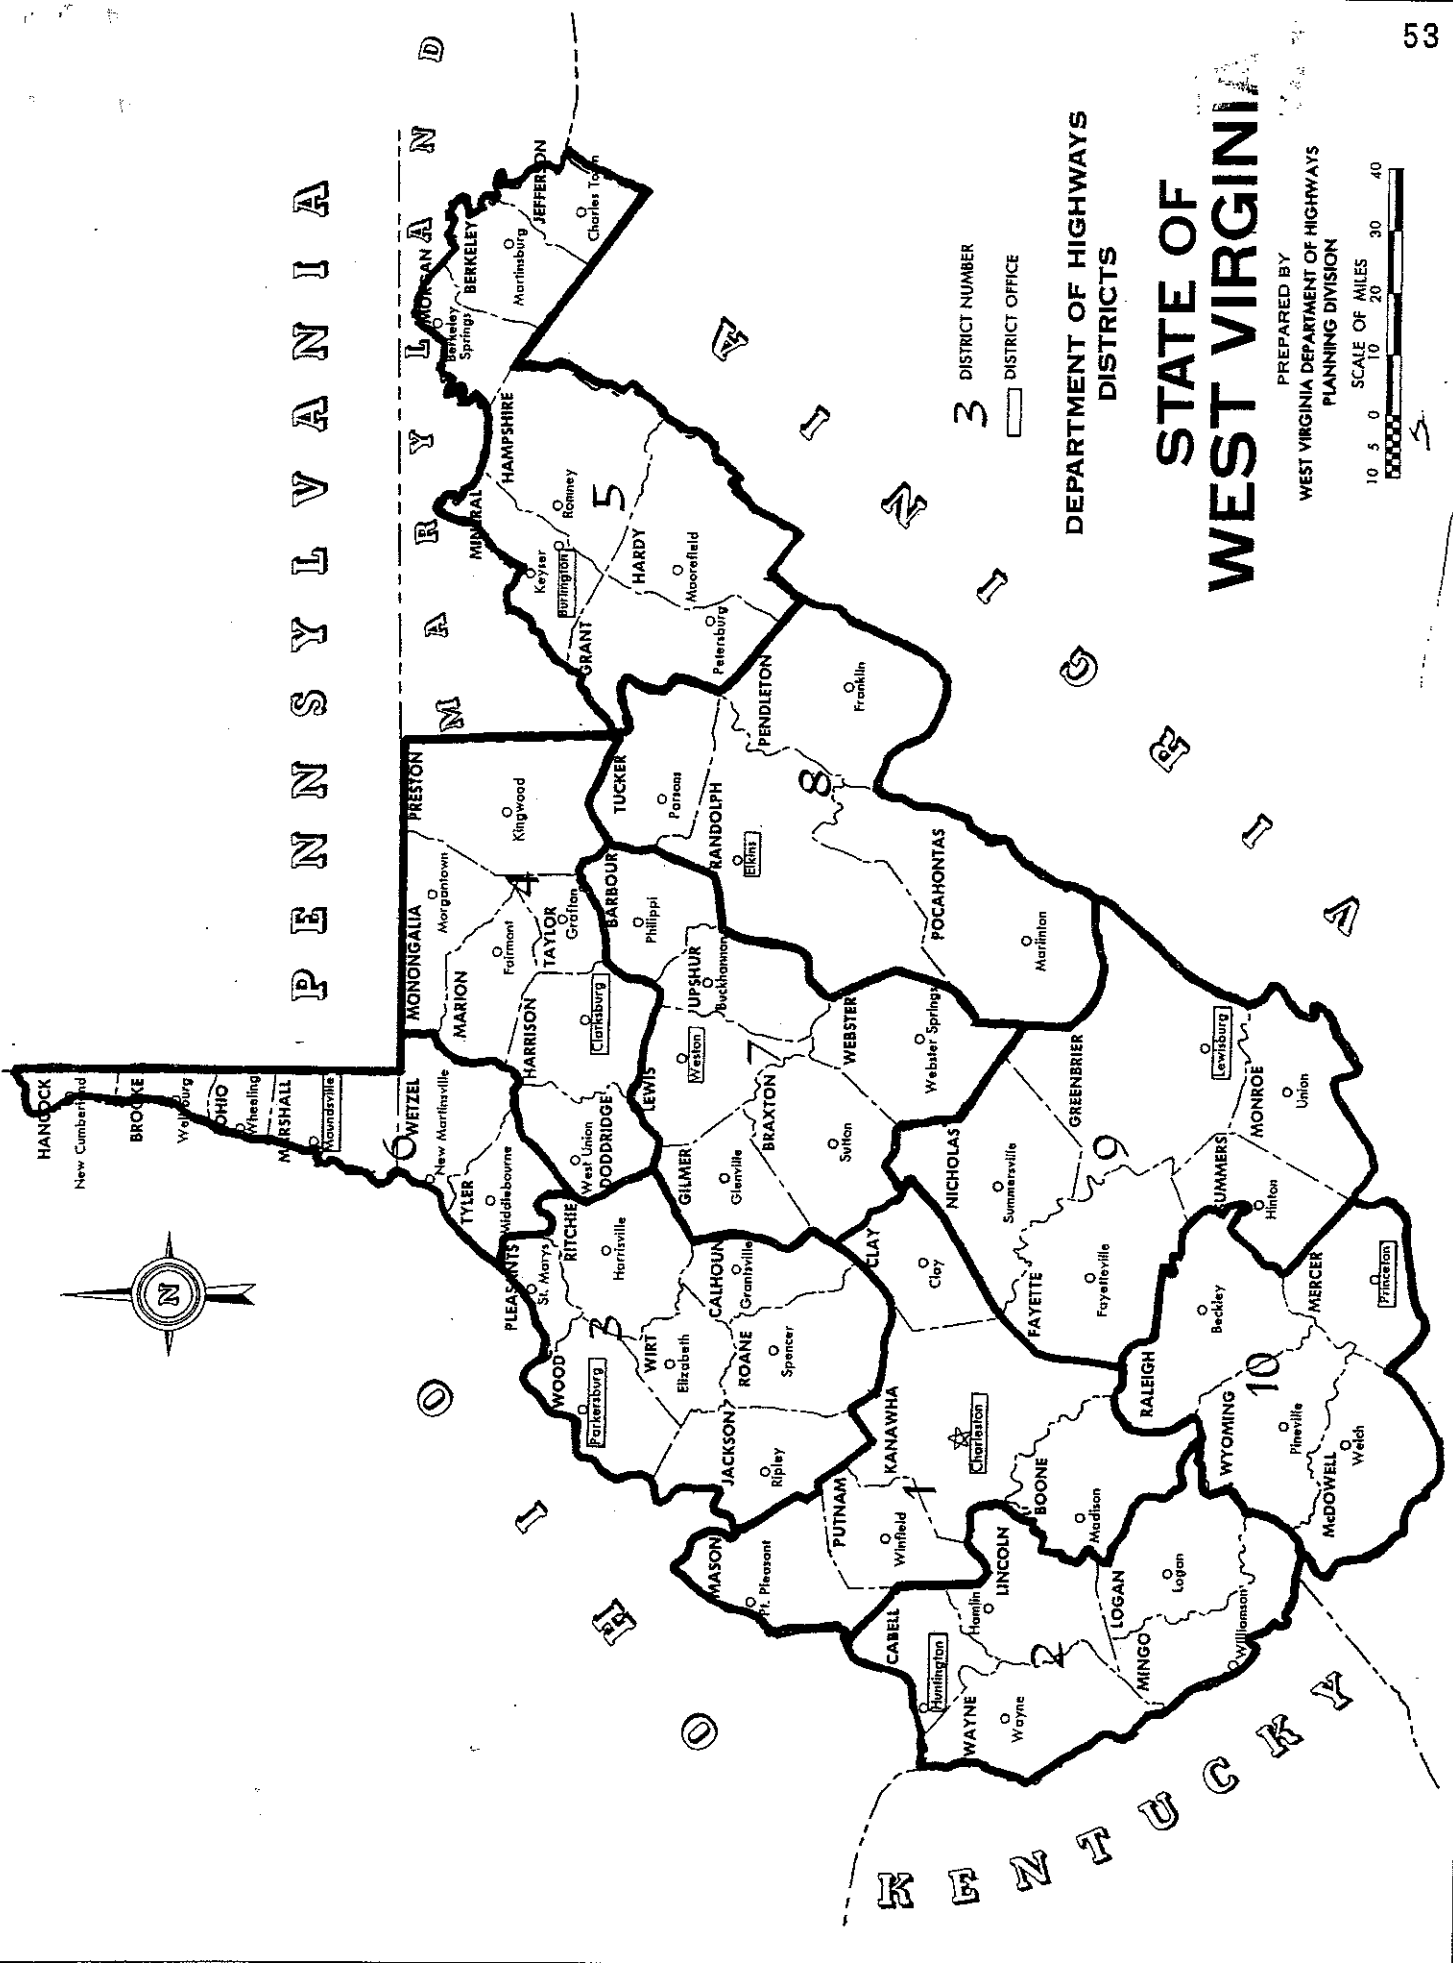 53
PENNSYLVANIA
MARYLAND
OHIO
KENTUCKY
VIRGINIA
N
HANCOCK
New Cumberland
BROOKE
Wellsburg
OHIO
Wheeling
MARSHALL
Moundsville
6
WETZEL
New Martinsville
TYLER
Middlebourne
PLEASANTS
St. Marys
RITCHIE
Harrisville
WOOD
3
Parkersburg
WIRT
Elizabeth
CALHOUN
Grantsville
ROANE
Spencer
JACKSON
Ripley
MONONGALIA
Morgantown
PRESTON
Kingwood
MARION
Fairmont
4
TAYLOR
Grafton
HARRISON
Clarksburg
DODDRIDGE
West Union
BARBOUR
Philippi
LEWIS
Weston
UPSHUR
Buckhannon
GILMER
Glenville
7
BRAXTON
Sutton
WEBSTER
Webster Springs
TUCKER
Parsons
RANDOLPH
Elkins
8
PENDLETON
Franklin
POCAHONTAS
Marlinton
MORGAN
Berkeley
Springs
BERKELEY
Martinsburg
JEFFERSON
Charles Town
HAMPSHIRE
Romney
MINERAL
Keyser
Burlington
5
HARDY
Moorefield
GRANT
Petersburg
MASON
Pt. Pleasant
PUTNAM
Winfield
1
KANAWHA
Charleston
CLAY
Clay
BOONE
Madison
CABELL
Huntington
LINCOLN
Hamlin
WAYNE
Wayne
2
LOGAN
Logan
MINGO
Williamson
NICHOLAS
Summersville
GREENBRIER
Lewisburg
9
FAYETTE
Fayetteville
SUMMERS
Hinton
MONROE
Union
RALEIGH
Beckley
10
WYOMING
Pineville
McDOWELL
Welch
MERCER
Princeton
3 DISTRICT NUMBER
DISTRICT OFFICE
DEPARTMENT OF HIGHWAYS
DISTRICTS
STATE OF
WEST VIRGINIA
PREPARED BY
WEST VIRGINIA DEPARTMENT OF HIGHWAYS
PLANNING DIVISION
SCALE OF MILES
10 5 0 10 20 30 40